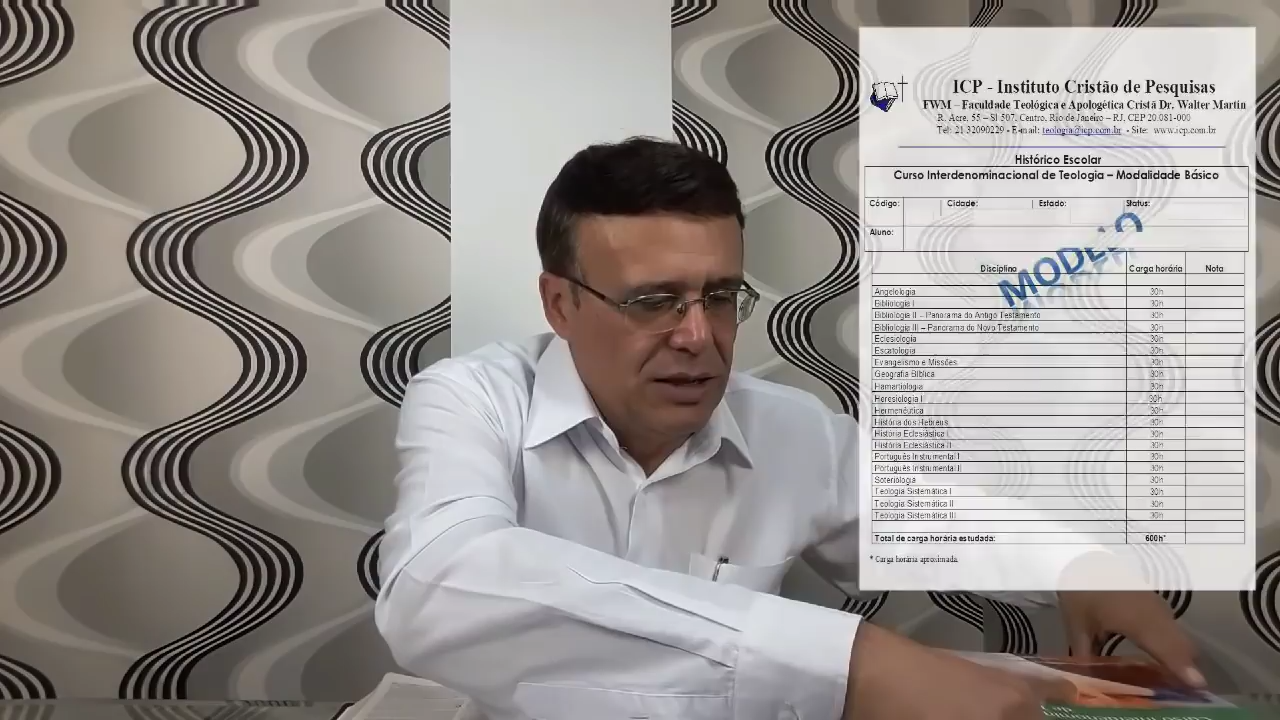 ICP - Instituto Cristão de Pesquisas
FWM – Faculdade Teológica e Apologética Cristã Dr. Walter Martin
R. Acre, 55 – Sl 507, Centro, Rio de Janeiro – RJ, CEP 20.081-000
Tel: 21 32090229 - E-mail: teologia@icp.com.br - Site: www.icp.com.br
Histórico Escolar
Curso Interdenominacional de Teologia – Modalidade Básico
Código: Cidade: Estado: Status:
Aluno:
MODELO
Disciplina Carga horária Nota
Angelologia 30h
Bibliologia I 30h
Bibliologia II – Panorama do Antigo Testamento 30h
Bibliologia III – Panorama do Novo Testamento 30h
Eclesiologia 30h
Escatologia 30h
Evangelismo e Missões 30h
Geografia Bíblica 30h
Hamartiologia 30h
Heresiologia I 30h
Hermenêutica 30h
História dos Hebreus 30h
História Eclesiástica I 30h
História Eclesiástica II 30h
Português Instrumental I 30h
Português Instrumental II 30h
Soteriologia 30h
Teologia Sistemática I 30h
Teologia Sistemática II 30h
Teologia Sistemática III 30h
Total de carga horária estudada: 600h*
* Carga horária aproximada.